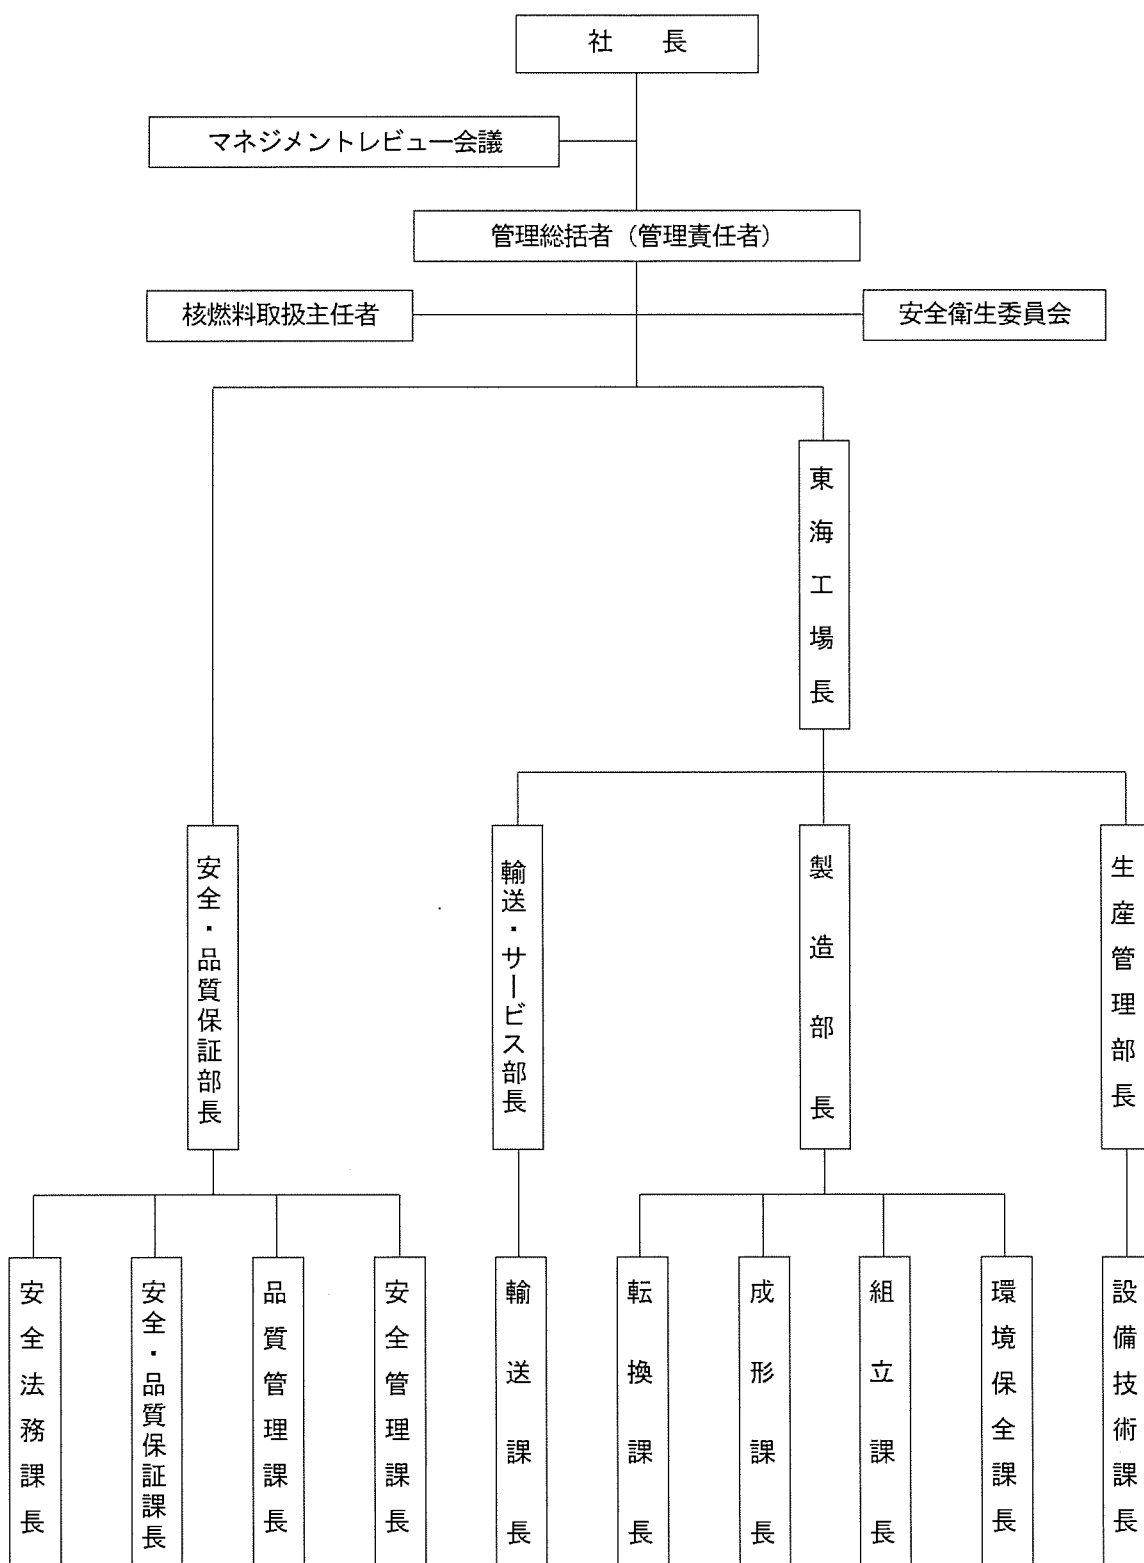 社　長
マネジメントレビュー会議
管理総括者（管理責任者）
核燃料取扱主任者
安全衛生委員会
東海工場長
安全・品質保証部長
輸送・サービス部長
製造部長
生産管理部長
安全法務課長
安全・品質保証課長
品質管理課長
安全管理課長
輸送課長
転換課長
成形課長
組立課長
環境保全課長
設備技術課長